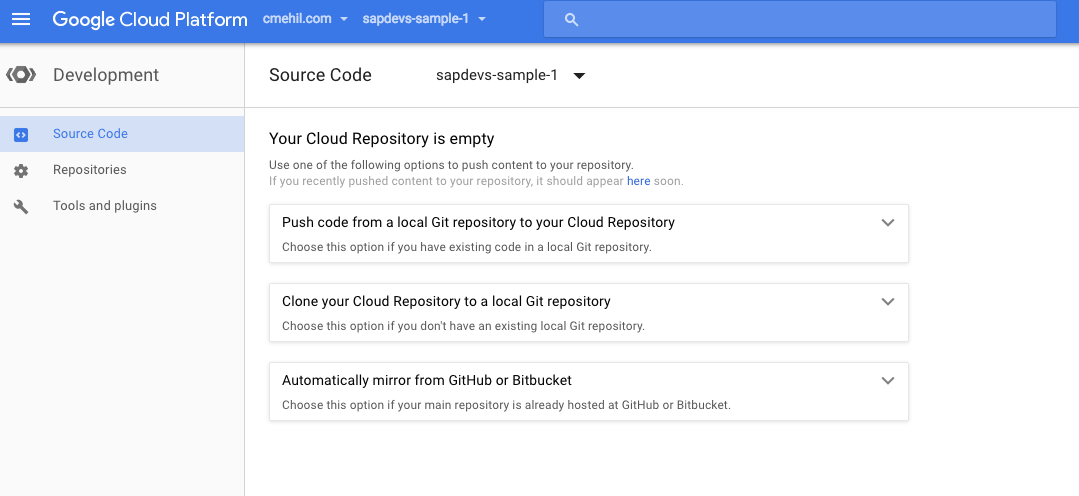 Google Cloud Platform cmehil.com sapdevs-sample-1
Development
Source Code sapdevs-sample-1
Source Code
Repositories
Tools and plugins
Your Cloud Repository is empty
Use one of the following options to push content to your repository.
If you recently pushed content to your repository, it should appear here soon.
Push code from a local Git repository to your Cloud Repository
Choose this option if you have existing code in a local Git repository.
Clone your Cloud Repository to a local Git repository
Choose this option if you don't have an existing local Git repository.
Automatically mirror from GitHub or Bitbucket
Choose this option if your main repository is already hosted at GitHub or Bitbucket.